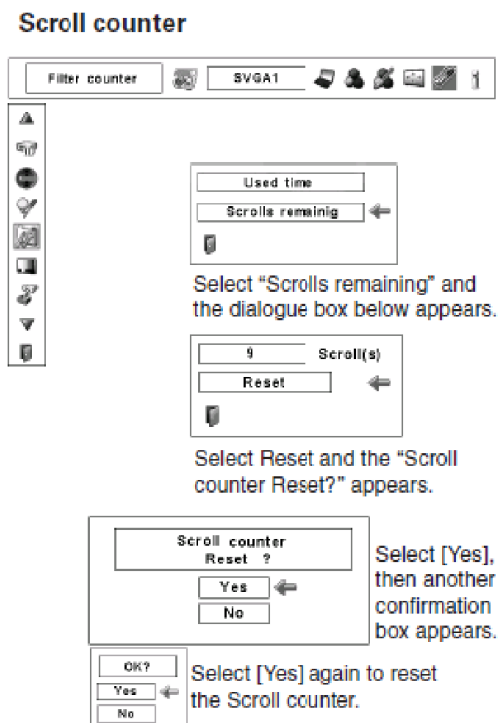 Scroll counter
Filter counter SVGA1
Used time
Scrolls remainig
Select “Scrolls remaining” and
the dialogue box below appears.
9 Scroll(s)
Reset
Select Reset and the “Scroll
counter Reset?” appears.
Scroll counter
Reset ?
Yes
No
Select [Yes],
then another
confirmation
box appears.
OK?
Yes
No
Select [Yes] again to reset
the Scroll counter.